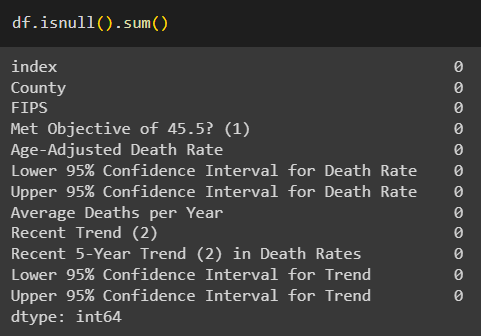 df.isnull().sum()
index 0
County 0
FIPS 0
Met Objective of 45.5? (1) 0
Age-Adjusted Death Rate 0
Lower 95% Confidence Interval for Death Rate 0
Upper 95% Confidence Interval for Death Rate 0
Average Deaths per Year 0
Recent Trend (2) 0
Recent 5-Year Trend (2) in Death Rates 0
Lower 95% Confidence Interval for Trend 0
Upper 95% Confidence Interval for Trend 0
dtype: int64